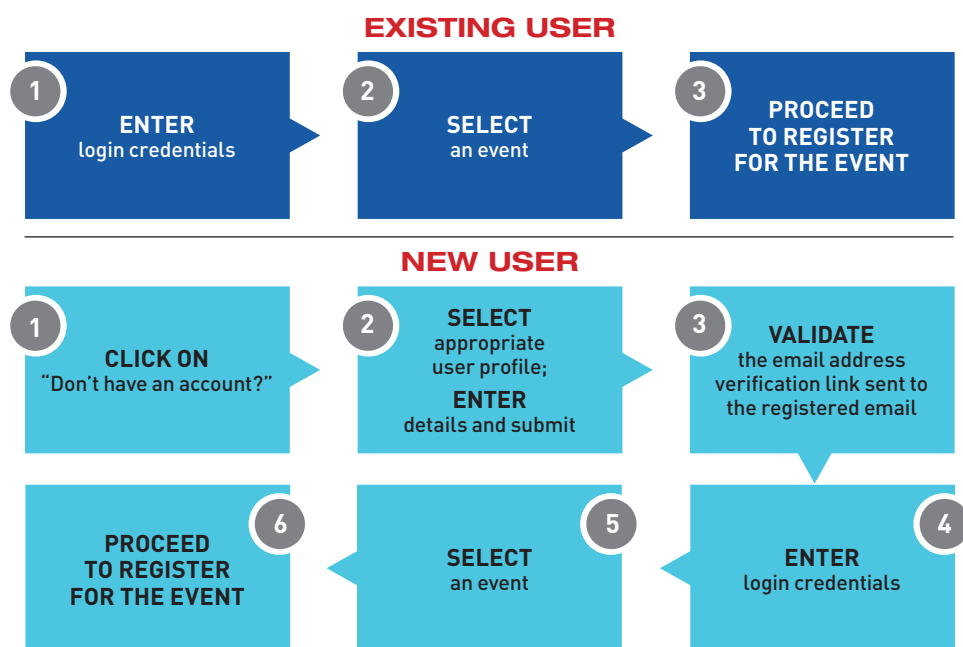 EXISTING USER
1
ENTER
login credentials
2
SELECT
an event
3
PROCEED
TO REGISTER
FOR THE EVENT
NEW USER
1
CLICK ON
“Don’t have an account?”
2
SELECT
appropriate
user profile;
ENTER
details and submit
3
VALIDATE
the email address
verification link sent to
the registered email
4
ENTER
login credentials
5
SELECT
an event
6
PROCEED
TO REGISTER
FOR THE EVENT